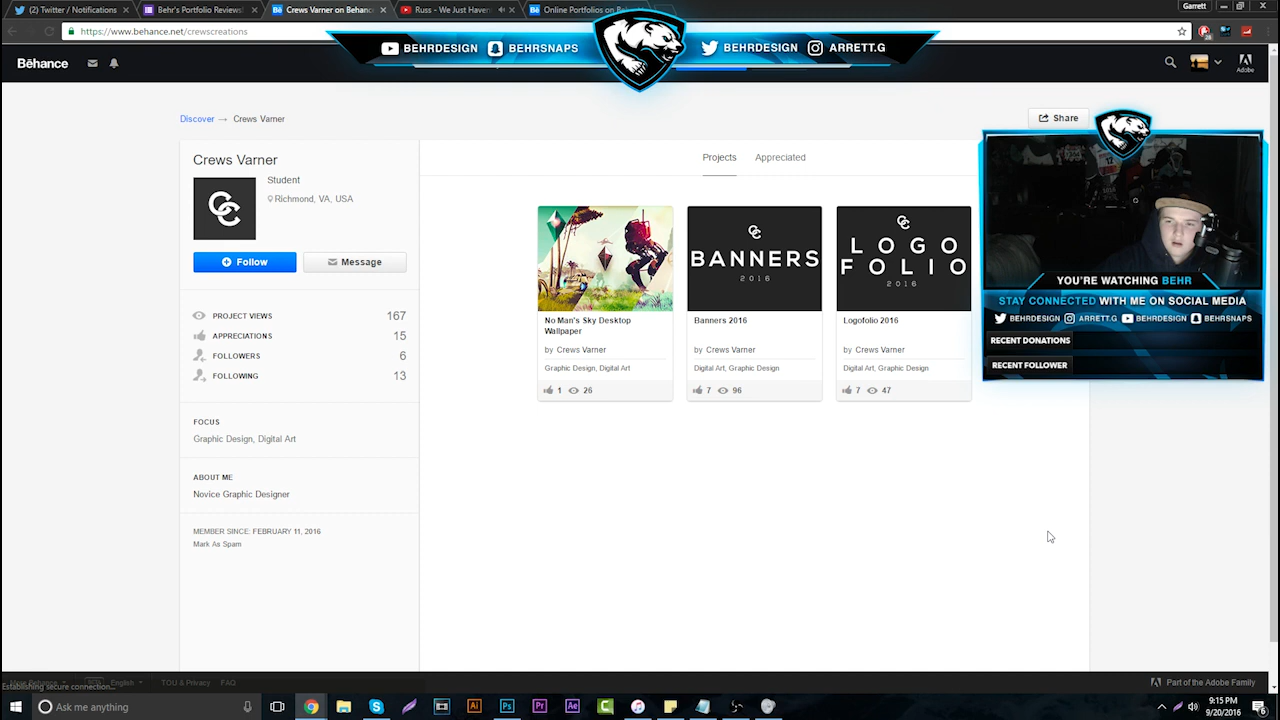 (2) Twitter / Notifications
Behr's Portfolio Reviews!
Crews Varner on Behance
Russ - We Just Haven
Online Portfolios on Be
Garrett
https://www.behance.net/crewscreations
BEHRDESIGN
BEHRSNAPS
BEHRDESIGN
ARRETT.G
Bēhance
Adobe
Discover → Crews Varner
Share
Crews Varner
Student
Richmond, VA, USA
Follow
Message
PROJECT VIEWS 167
APPRECIATIONS 15
FOLLOWERS 6
FOLLOWING 13
FOCUS
Graphic Design, Digital Art
ABOUT ME
Novice Graphic Designer
MEMBER SINCE: FEBRUARY 11, 2016
Mark As Spam
Projects
Appreciated
No Man's Sky Desktop
Wallpaper
by Crews Varner
Graphic Design, Digital Art
1 26
BANNERS
2016
Banners 2016
by Crews Varner
Digital Art, Graphic Design
7 96
LOGO
FOLIO
2016
Logofolio 2016
by Crews Varner
Digital Art, Graphic Design
7 47
YOU'RE WATCHING BEHR
STAY CONNECTED WITH ME ON SOCIAL MEDIA
BEHRDESIGN
ARRETT.G
BEHRDESIGN
BEHRSNAPS
RECENT DONATIONS
RECENT FOLLOWER
More Behance
BETA
English
TOU & Privacy
FAQ
Part of the Adobe Family
Establishing secure connection...
Ask me anything
9:15 PM
9/20/2016
6